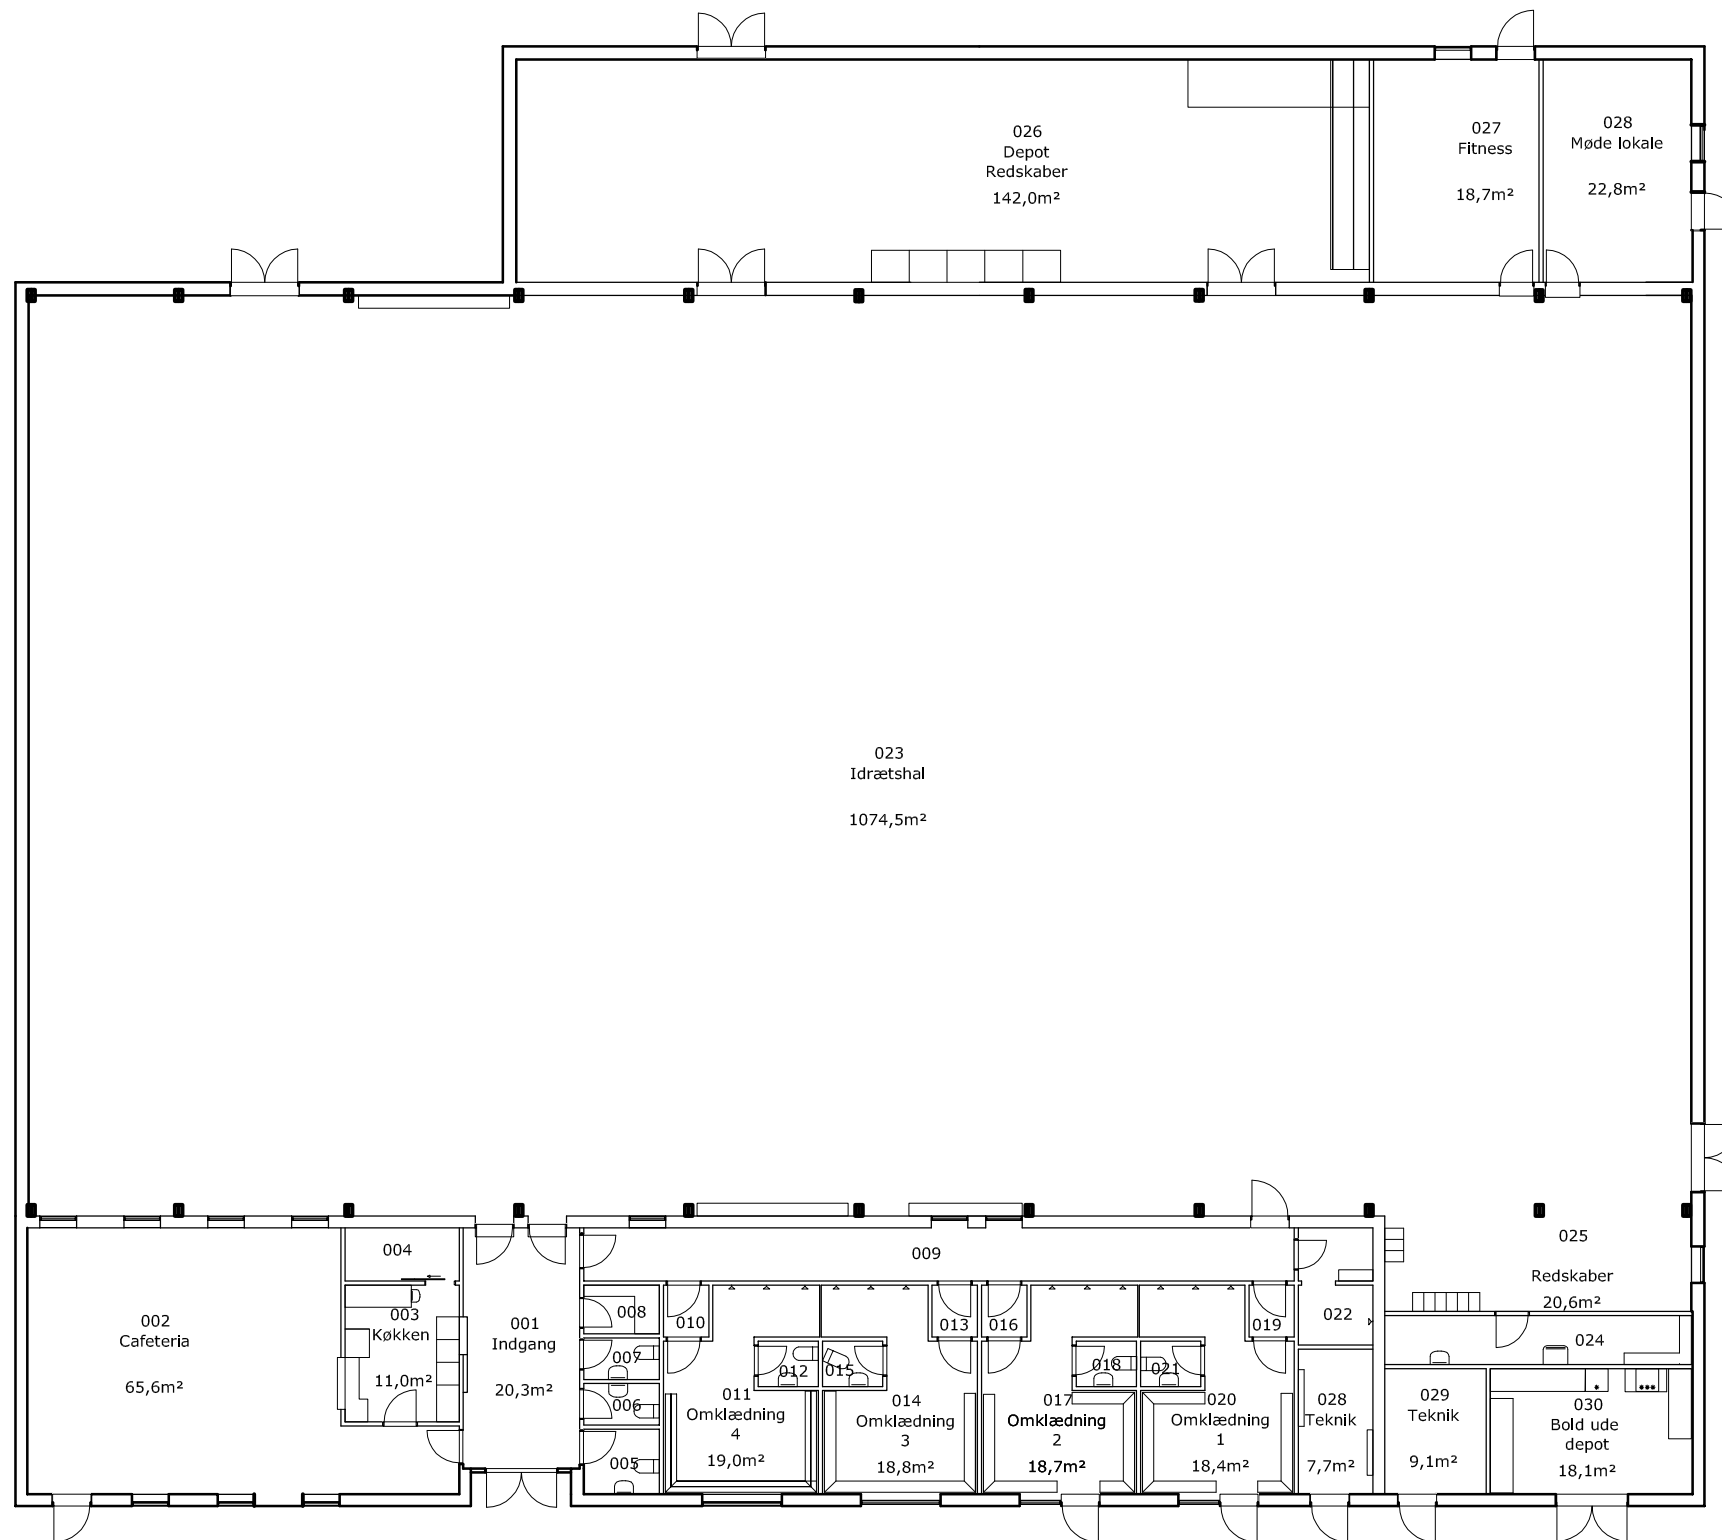 026
Depot
Redskaber
142,0m²
027
Fitness
18,7m²
028
Møde lokale
22,8m²
023
Idrætshal
1074,5m²
025
Redskaber
20,6m²
004
009
002
Cafeteria
65,6m²
003
Køkken
11,0m²
001
Indgang
20,3m²
008
007
006
005
010
012
011
Omklædning
4
19,0m²
013
015
014
Omklædning
3
18,8m²
016
018
017
Omklædning
2
18,7m²
019
021
020
Omklædning
1
18,4m²
022
028
Teknik
7,7m²
024
029
Teknik
9,1m²
*
***
030
Bold ude
depot
18,1m²